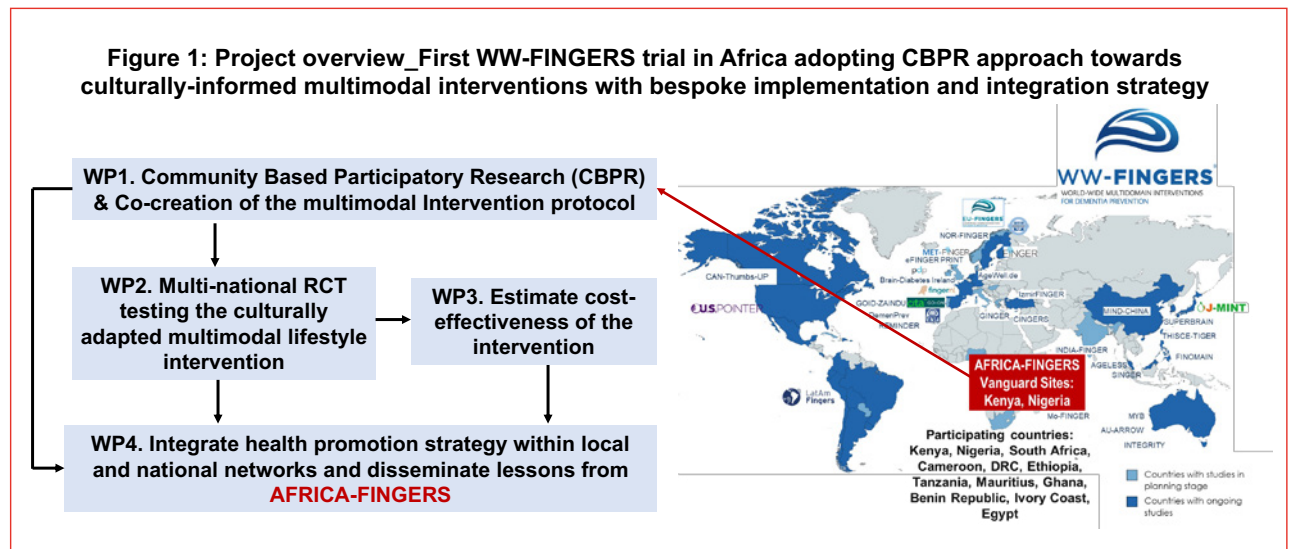 Figure 1: Project overview_First WW-FINGERS trial in Africa adopting CBPR approach towards
culturally-informed multimodal interventions with bespoke implementation and integration strategy
WP1. Community Based Participatory Research (CBPR)
& Co-creation of the multimodal Intervention protocol
WP2. Multi-national RCT
testing the culturally
adapted multimodal lifestyle
intervention
WP3. Estimate cost-
effectiveness of the
intervention
WP4. Integrate health promotion strategy within local
and national networks and disseminate lessons from
AFRICA-FINGERS
WW-FINGERS
WORLD-WIDE MULTIDOMAIN INTERVENTIONS
FOR DEMENTIA PREVENTION
EU-FINGERS
NOR-FINGER
MET-FINGER
FINGER
eFINGER PRINT
pdp
CAN-Thumbs-UP
Brain-Diabetes Ireland
AgeWell.de
fingers
U.S.POINTER
GOID-ZAINDU
GINGER
CINGERS
REMINDER
MIND-CHINA
J-MINT
SUPERBRAIN
THISCE-TIGER
INDIA-FINGER
FINOMAIN
AGELESS
SINGER
AFRICA-FINGERS
Vanguard Sites:
Kenya, Nigeria
LatAm
Fingers
Mo-FINGER
MYB
AU-ARROW
INTEGRITY
Participating countries:
Kenya, Nigeria, South Africa,
Cameroon, DRC, Ethiopia,
Tanzania, Mauritius, Ghana,
Benin Republic, Ivory Coast,
Egypt
Countries with studies in
planning stage
Countries with ongoing
studies